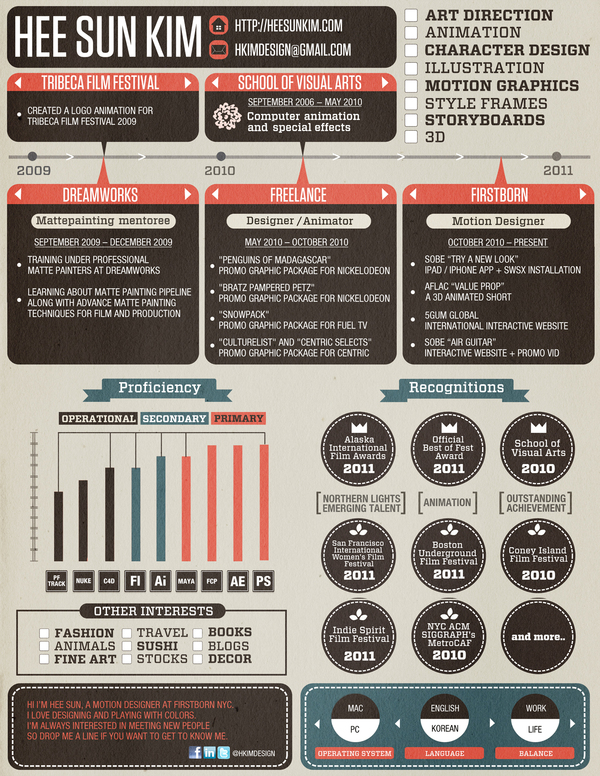 HEE SUN KIM
HTTP://HEESUNKIM.COM
HKIMDESIGN@GMAIL.COM
ART DIRECTION
ANIMATION
CHARACTER DESIGN
ILLUSTRATION
MOTION GRAPHICS
STYLE FRAMES
STORYBOARDS
3D
TRIBECA FILM FESTIVAL
CREATED A LOGO ANIMATION FOR
TRIBECA FILM FESTIVAL 2009
SCHOOL OF VISUAL ARTS
SEPTEMBER 2006 – MAY 2010
Computer animation
and special effects
2009
2010
2011
DREAMWORKS
Mattepainting mentoree
SEPTEMBER 2009 – DECEMBER 2009
TRAINING UNDER PROFESSIONAL
MATTE PAINTERS AT DREAMWORKS
LEARNING ABOUT MATTE PAINTING PIPELINE
ALONG WITH ADVANCE MATTE PAINTING
TECHNIQUES FOR FILM AND PRODUCTION
FREELANCE
Designer / Animator
MAY 2010 – OCTOBER 2010
"PENGUINS OF MADAGASCAR"
PROMO GRAPHIC PACKAGE FOR NICKELODEON
"BRATZ PAMPERED PETZ"
PROMO GRAPHIC PACKAGE FOR NICKELODEON
"SNOWPACK"
PROMO GRAPHIC PACKAGE FOR FUEL TV
"CULTURELIST" AND "CENTRIC SELECTS"
PROMO GRAPHIC PACKAGE FOR CENTRIC
FIRSTBORN
Motion Designer
OCTOBER 2010 – PRESENT
SOBE "TRY A NEW LOOK"
IPAD / IPHONE APP + SWSX INSTALLATION
AFLAC "VALUE PROP"
A 3D ANIMATED SHORT
5GUM GLOBAL
INTERNATIONAL INTERACTIVE WEBSITE
SOBE "AIR GUITAR"
INTERACTIVE WEBSITE + PROMO VID
Proficiency
OPERATIONAL SECONDARY PRIMARY
PF TRACK
NUKE
C4D
Fl
Ai
MAYA
FCP
AE
PS
Recognitions
Alaska
International
Film Awards
2011
[NORTHERN LIGHTS
EMERGING TALENT]
Official
Best of Fest
Award
2011
[ANIMATION]
School of
Visual Arts
2010
[OUTSTANDING
ACHIEVEMENT]
San Francisco
International
Women's Film
Festival
2011
Boston
Underground
Film Festival
2011
Coney Island
Film Festival
2010
Indie Spirit
Film Festival
2011
NYC ACM
SIGGRAPH's
MetroCAF
2010
and more..
OTHER INTERESTS
FASHION TRAVEL BOOKS
ANIMALS SUSHI BLOGS
FINE ART STOCKS DECOR
HI I'M HEE SUN, A MOTION DESIGNER AT FIRSTBORN NYC.
I LOVE DESIGNING AND PLAYING WITH COLORS.
I'M ALWAYS INTERESTED IN MEETING NEW PEOPLE
SO DROP ME A LINE IF YOU WANT TO GET TO KNOW ME.
f in t @HKIMDESIGN
MAC
PC
OPERATING SYSTEM
ENGLISH
KOREAN
LANGUAGE
WORK
LIFE
BALANCE